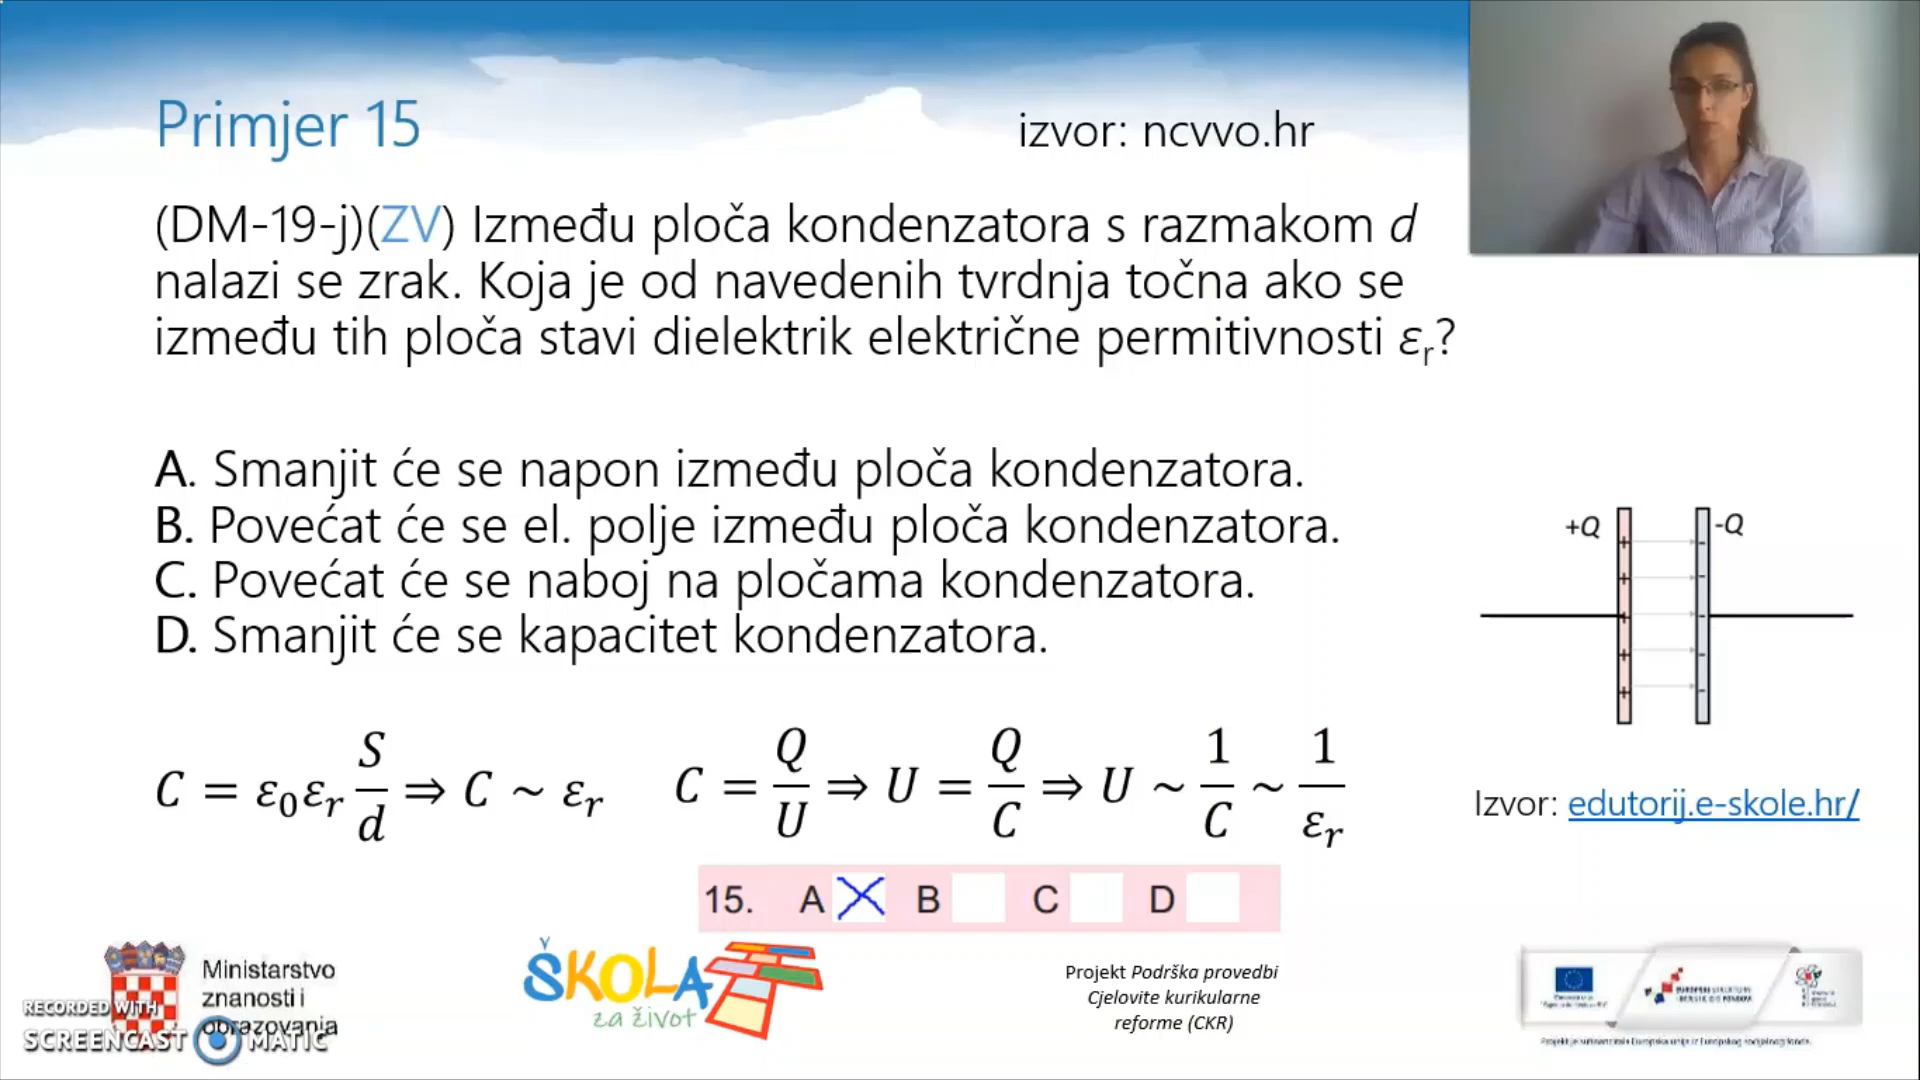 Primjer 15
izvor: ncvvo.hr
(DM-19-j)(ZV) Između ploča kondenzatora s razmakom d
nalazi se zrak. Koja je od navedenih tvrdnja točna ako se
između tih ploča stavi dielektrik električne permitivnosti εr?
A. Smanjit će se napon između ploča kondenzatora.
B. Povećat će se el. polje između ploča kondenzatora.
C. Povećat će se naboj na pločama kondenzatora.
D. Smanjit će se kapacitet kondenzatora.
+Q -Q
C = ε₀εr S/d ⇒ C ~ εr
C = Q/U ⇒ U = Q/C ⇒ U ~ 1/C ~ 1/εr
Izvor: edutorij.e-skole.hr/
15. A B C D
Ministarstvo
znanosti i
obrazovanja
RECORDED WITH
SCREENCAST MATIC
ŠKOLA
za život
Projekt Podrška provedbi
Cjelovite kurikularne
reforme (CKR)